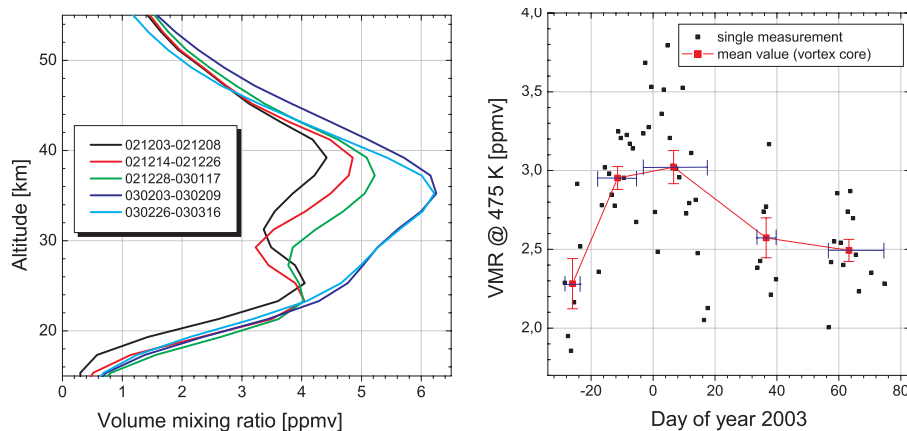 50
40
30
20
Altitude [km]
021203-021208
021214-021226
021228-030117
030203-030209
030226-030316
0 1 2 3 4 5 6
Volume mixing ratio [ppmv]
4,0
3,5
3,0
2,5
2,0
VMR @ 475 K [ppmv]
single measurement
mean value (vortex core)
-20 0 20 40 60 80
Day of year 2003